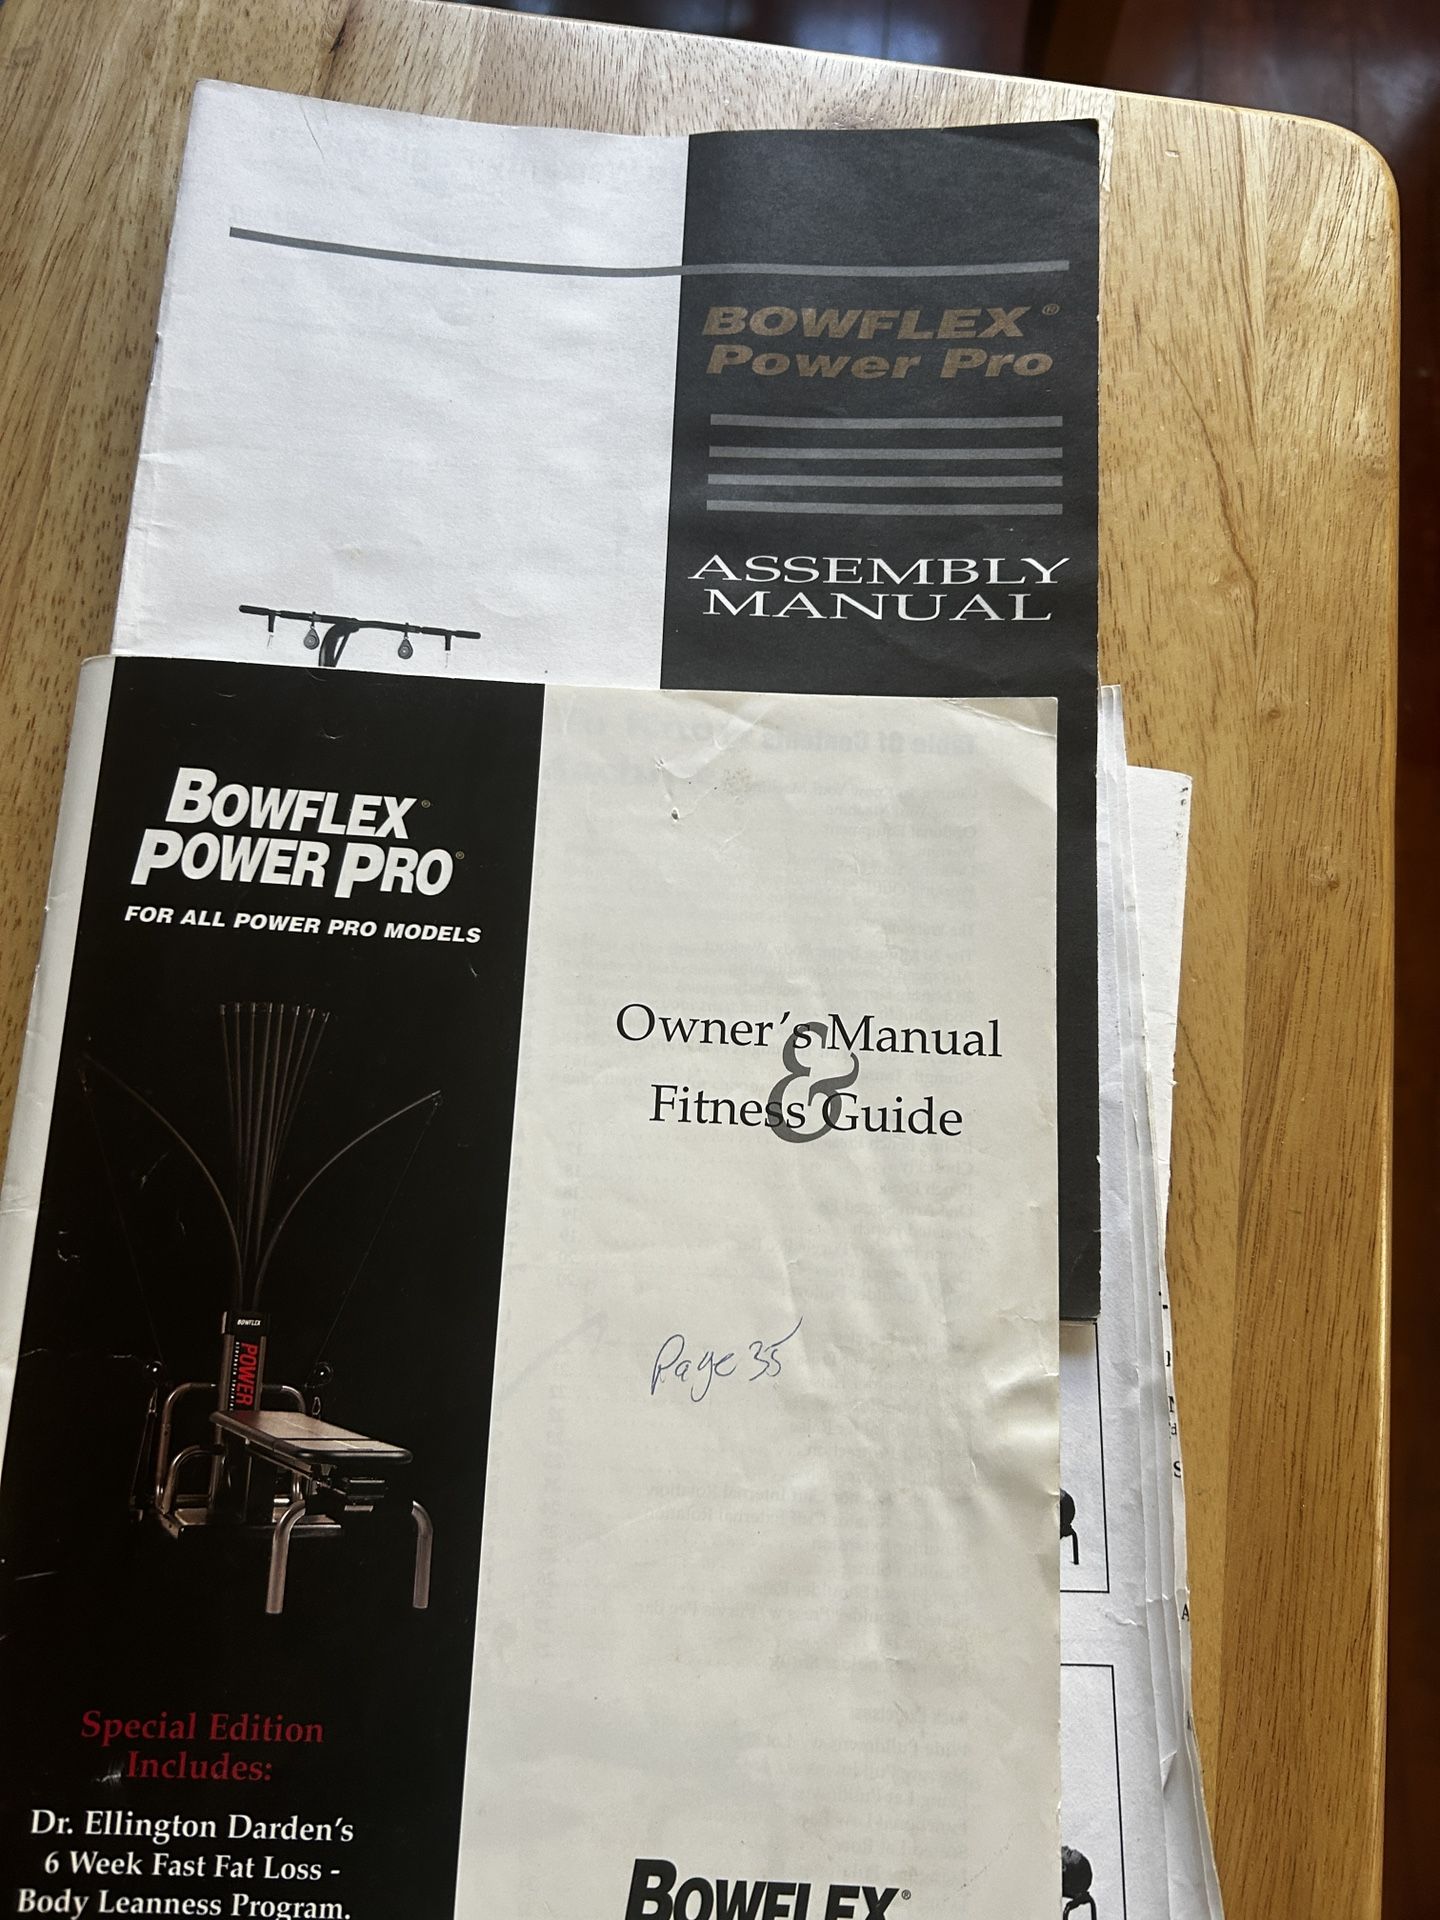 BOWFLEX®
Power Pro
ASSEMBLY
MANUAL
BOWFLEX®
POWER PRO®
FOR ALL POWER PRO MODELS
Owner's Manual
&
Fitness Guide
Page 35
BOWFLEX
POWER
Special Edition
Includes:
Dr. Ellington Darden's
6 Week Fast Fat Loss -
Body Leanness Program.
BOWFLEX®